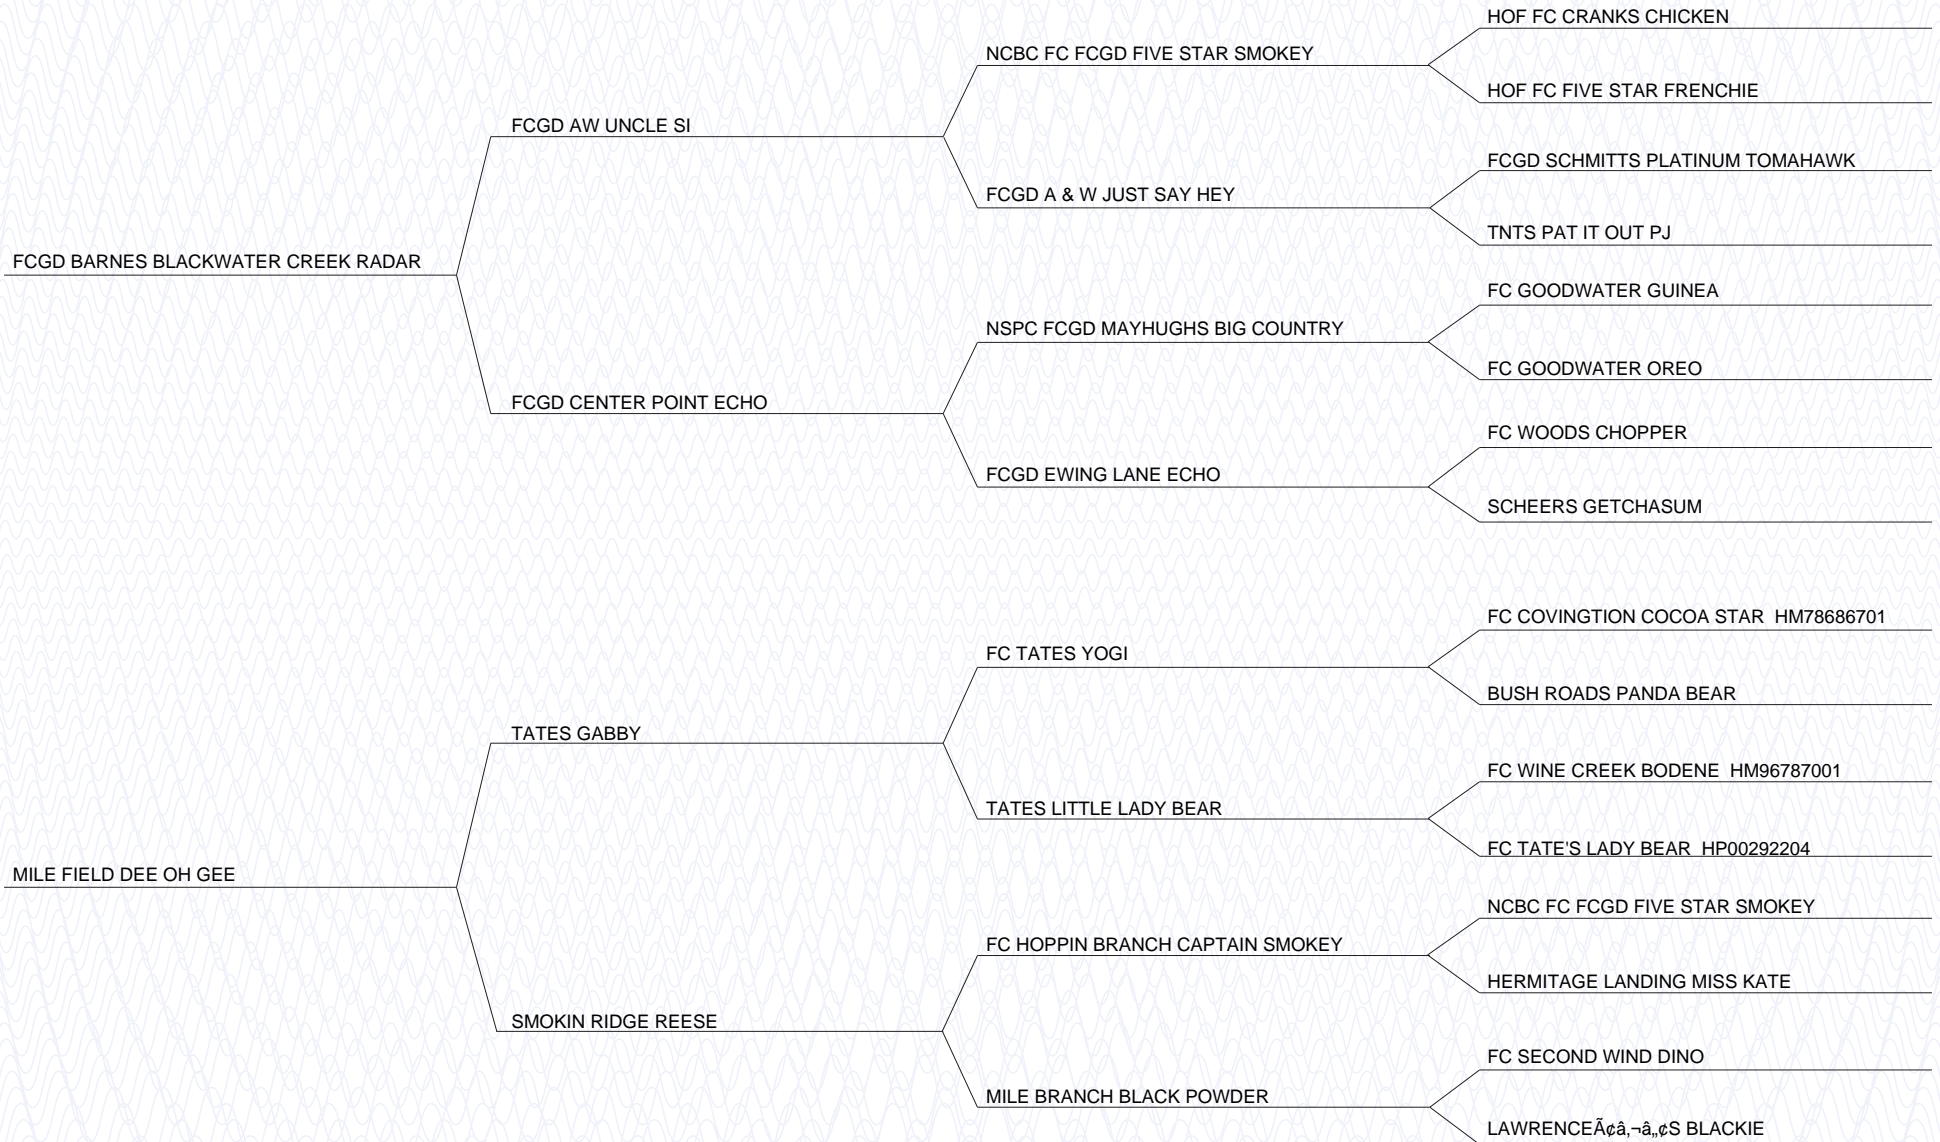 HOF FC CRANKS CHICKEN
NCBC FC FCGD FIVE STAR SMOKEY
HOF FC FIVE STAR FRENCHIE
FCGD AW UNCLE SI
FCGD SCHMITTS PLATINUM TOMAHAWK
FCGD A & W JUST SAY HEY
TNTS PAT IT OUT PJ
FCGD BARNES BLACKWATER CREEK RADAR
FC GOODWATER GUINEA
NSPC FCGD MAYHUGHS BIG COUNTRY
FC GOODWATER OREO
FCGD CENTER POINT ECHO
FC WOODS CHOPPER
FCGD EWING LANE ECHO
SCHEERS GETCHASUM
FC COVINGTION COCOA STAR HM78686701
FC TATES YOGI
BUSH ROADS PANDA BEAR
TATES GABBY
FC WINE CREEK BODENE HM96787001
TATES LITTLE LADY BEAR
FC TATE'S LADY BEAR HP00292204
MILE FIELD DEE OH GEE
NCBC FC FCGD FIVE STAR SMOKEY
FC HOPPIN BRANCH CAPTAIN SMOKEY
HERMITAGE LANDING MISS KATE
SMOKIN RIDGE REESE
FC SECOND WIND DINO
MILE BRANCH BLACK POWDER
LAWRENCEÃ¢â‚¬â„¢S BLACKIE